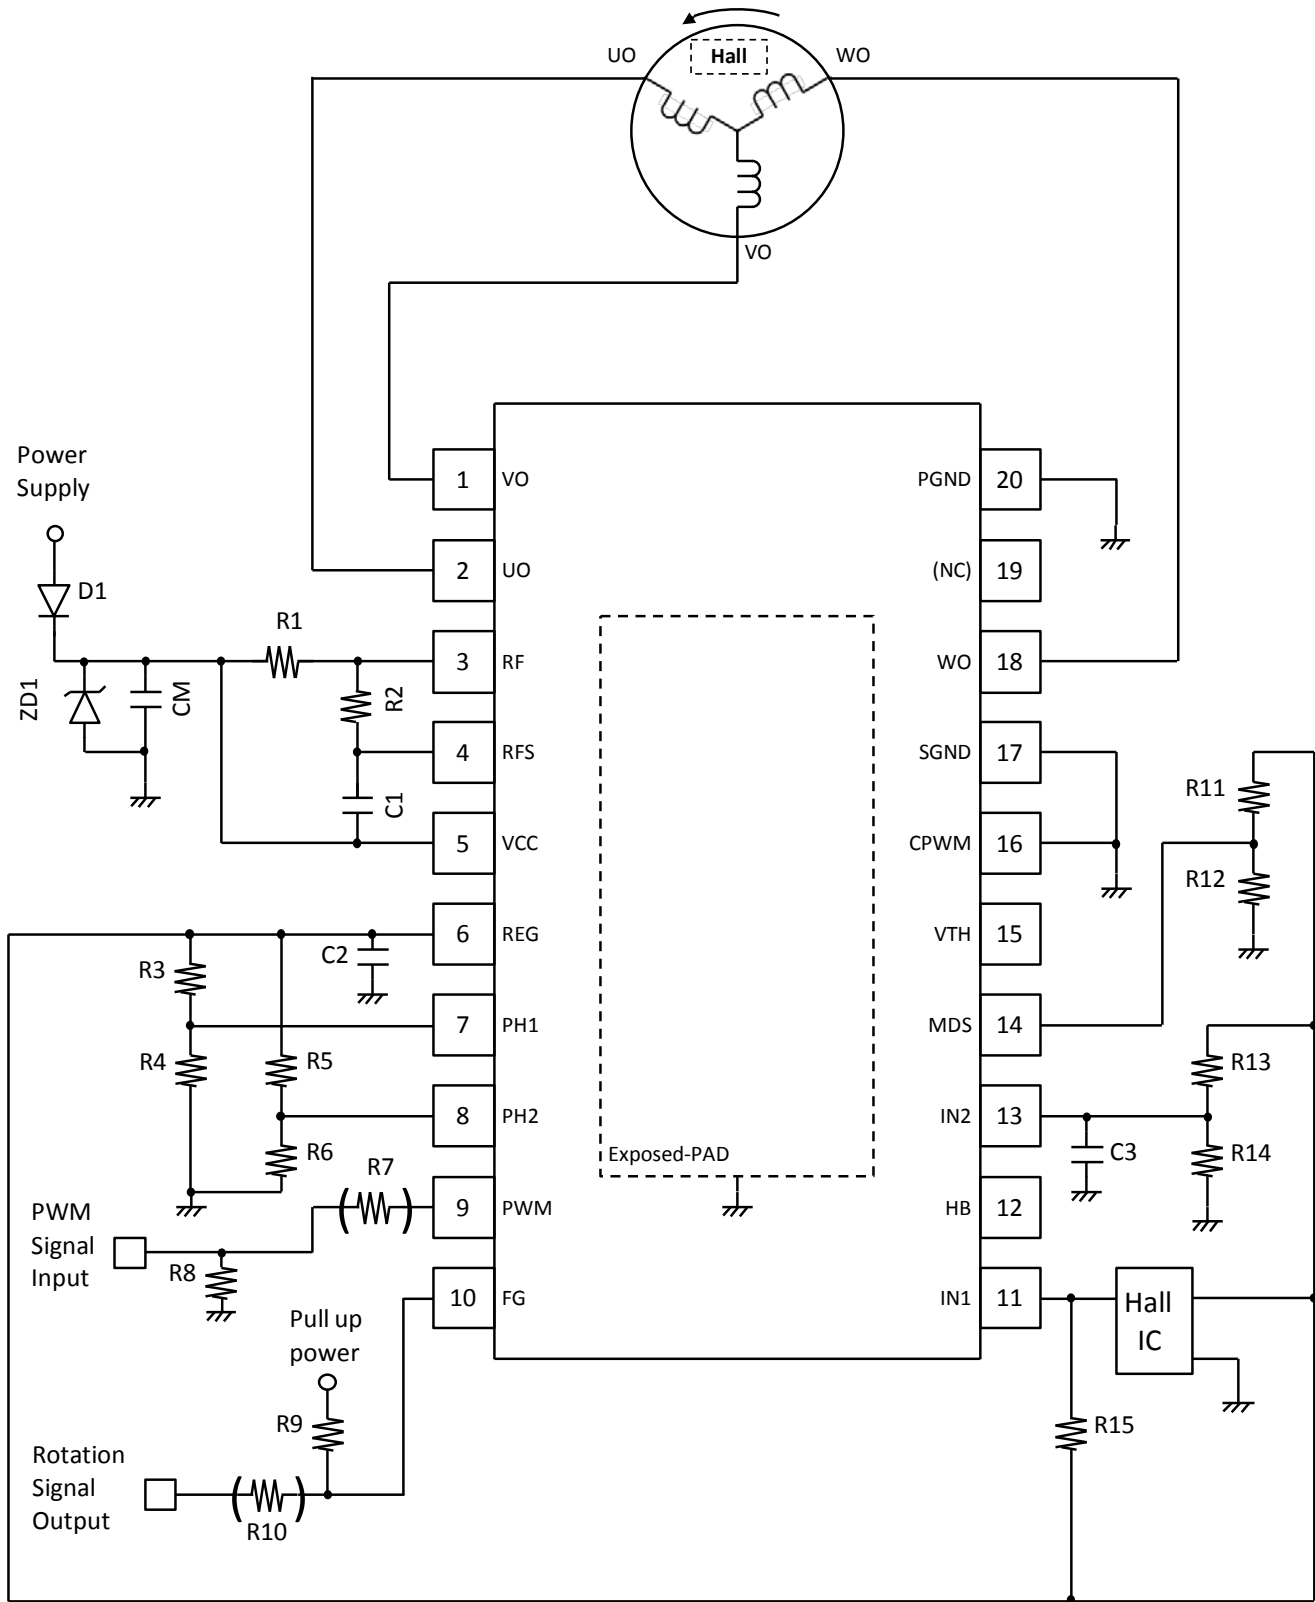 UO
Hall
WO
VO
Power
Supply
D1
R1
ZD1
CM
R2
C1
1
VO
2
UO
3
RF
4
RFS
5
VCC
6
REG
7
PH1
8
PH2
9
PWM
10
FG
PGND
20
(NC)
19
WO
18
SGND
17
CPWM
16
VTH
15
MDS
14
IN2
13
HB
12
IN1
11
Exposed-PAD
R3
R4
R5
R6
C2
(R7)
PWM
Signal
Input
R8
Pull up
power
R9
Rotation
Signal
Output
(R10)
R11
R12
R13
R14
C3
Hall
IC
R15